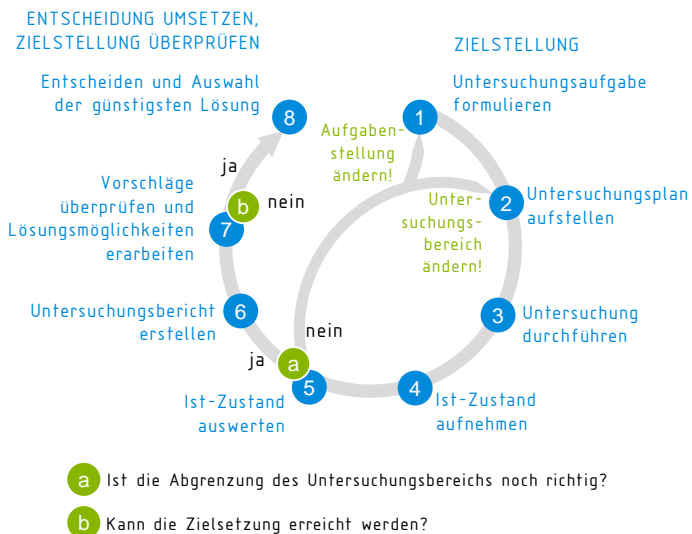 ENTSCHEIDUNG UMSETZEN,
ZIELSTELLUNG ÜBERPRÜFEN
Entscheiden und Auswahl
der günstigsten Lösung
8
ZIELSTELLUNG
Untersuchungsaufgabe
formulieren
1
Aufgaben-
stellung
ändern!
Untersuchungsplan
aufstellen
2
Unter-
suchungs-
bereich
ändern!
Untersuchung
durchführen
3
Ist-Zustand
aufnehmen
4
Ist-Zustand
auswerten
5
a
ja
nein
Untersuchungsbericht
erstellen
6
Vorschläge
überprüfen und
Lösungsmöglichkeiten
erarbeiten
7
b
ja
nein
a Ist die Abgrenzung des Untersuchungsbereichs noch richtig?
b Kann die Zielsetzung erreicht werden?